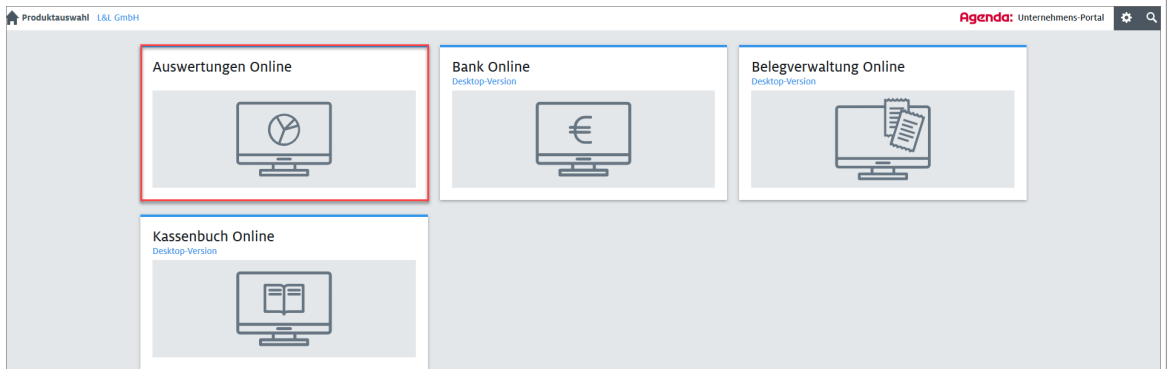 Produktauswahl L&L GmbH
Agenda: Unternehmens-Portal
Auswertungen Online
Bank Online
Desktop-Version
Belegverwaltung Online
Desktop-Version
Kassenbuch Online
Desktop-Version